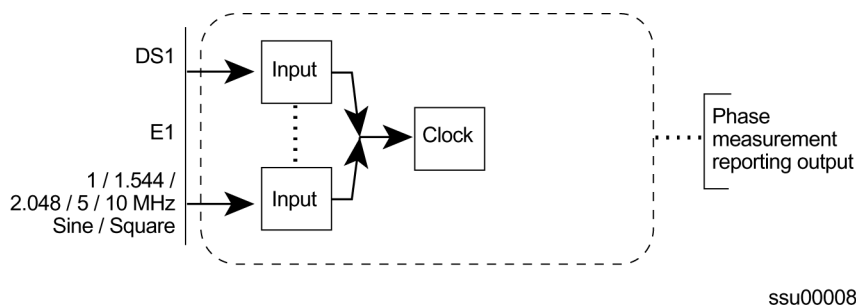 DS1
Input
E1
Clock
Phase
measurement
reporting output
1 / 1.544 /
2.048 / 5 / 10 MHz
Sine / Square
Input
ssu00008